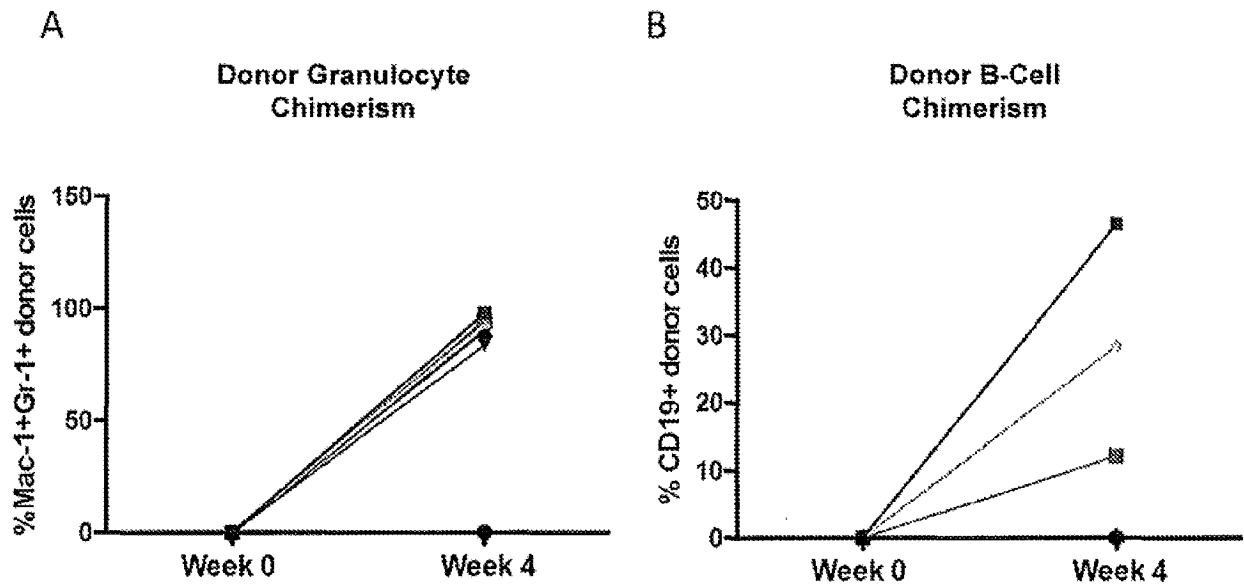 A
Donor Granulocyte
Chimerism
150
100
50
0
%Mac-1+Gr-1+ donor cells
Week 0
Week 4
B
Donor B-Cell
Chimerism
50
40
30
20
10
0
% CD19+ donor cells
Week 0
Week 4